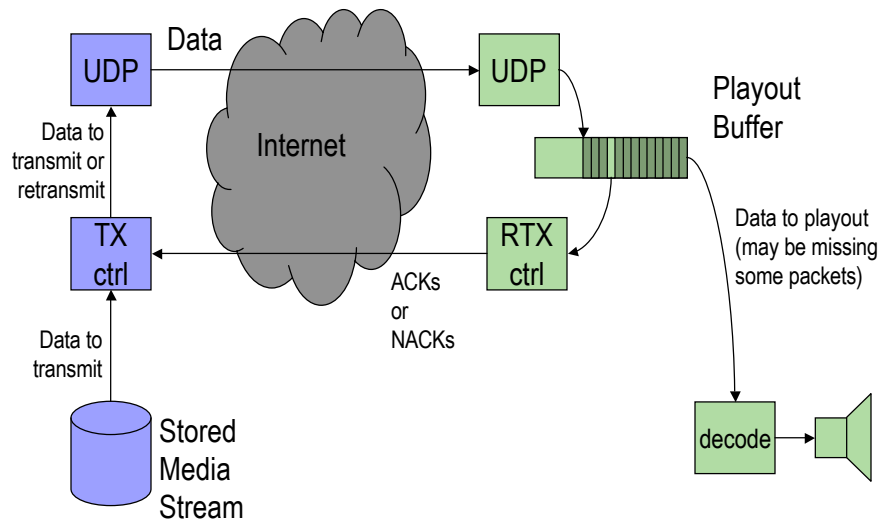 Data
UDP
UDP
Playout
Buffer
Data to
transmit or
retransmit
Internet
TX
ctrl
RTX
ctrl
Data to playout
(may be missing
some packets)
ACKs
or
NACKs
Data to
transmit
Stored
Media
Stream
decode